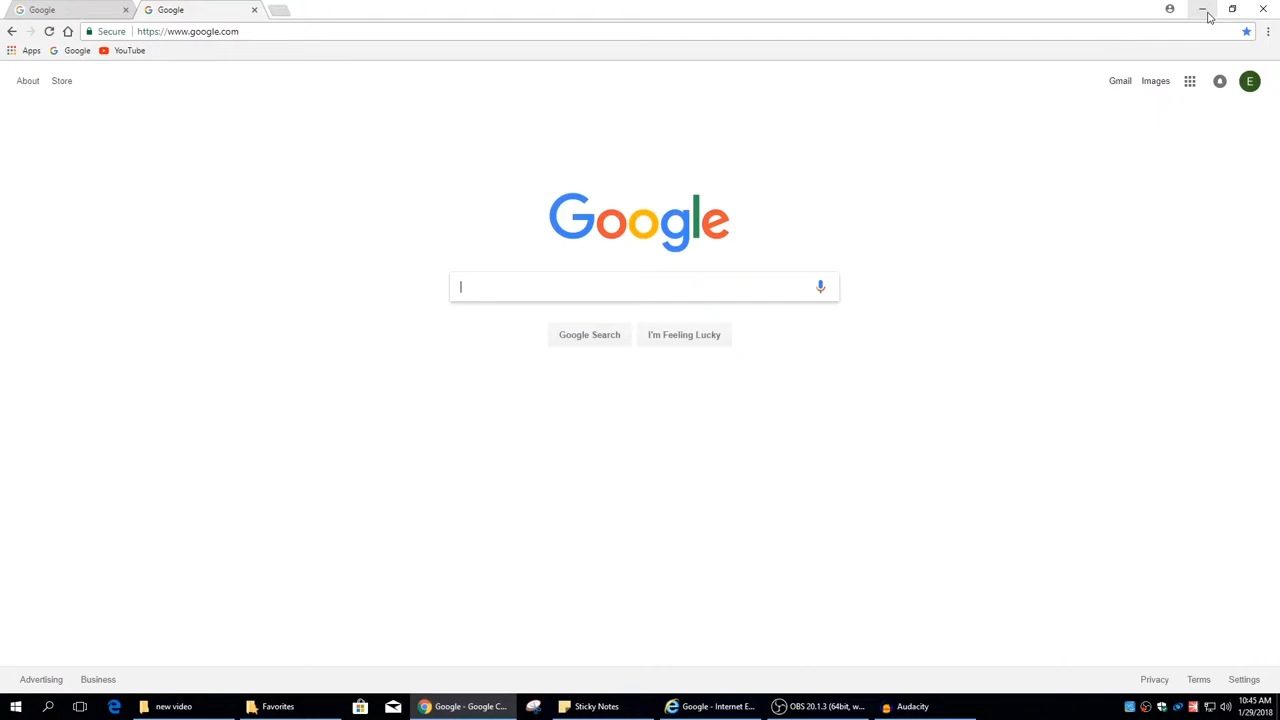 Google
Google
Secure
https://www.google.com
Apps
Google
YouTube
About
Store
Gmail
Images
E
Google
Google Search
I'm Feeling Lucky
Advertising
Business
Privacy
Terms
Settings
new video
Favorites
Google - Google C...
Sticky Notes
Google - Internet E...
OBS 20.1.3 (64bit, w...
Audacity
10:45 AM
1/29/2018